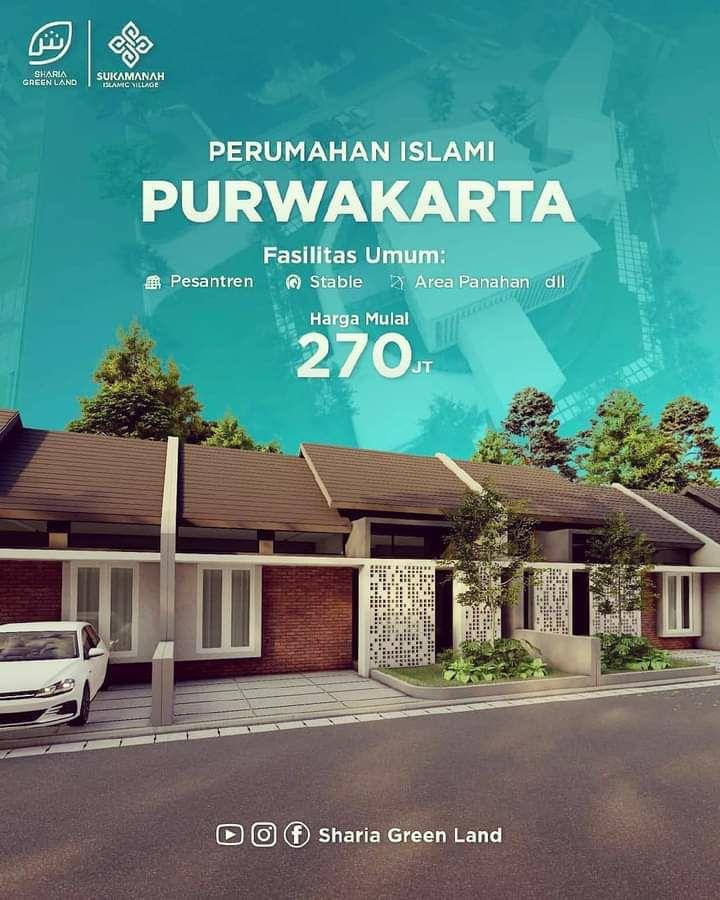 ش
SHARIA
GREEN LAND
SUKAMANAH
ISLAMIC VILLAGE
PERUMAHAN ISLAMI
PURWAKARTA
Fasilitas Umum:
Pesantren Stable Area Panahan dll
Harga Mulai
270JT
Sharia Green Land